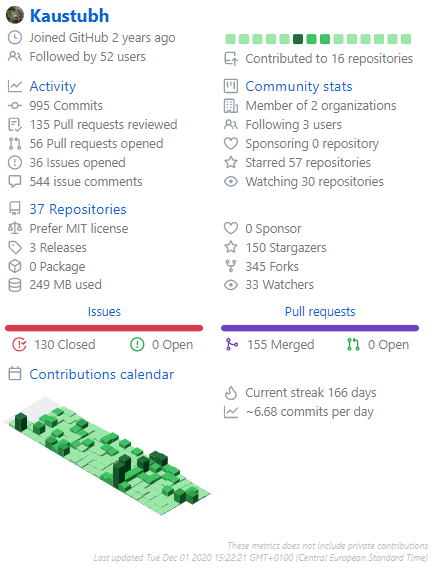 Kaustubh
Joined GitHub 2 years ago
Followed by 52 users
Contributed to 16 repositories
Activity
995 Commits
135 Pull requests reviewed
56 Pull requests opened
36 Issues opened
544 issue comments
Community stats
Member of 2 organizations
Following 3 users
Sponsoring 0 repository
Starred 57 repositories
Watching 30 repositories
37 Repositories
Prefer MIT license
3 Releases
0 Package
249 MB used
0 Sponsor
150 Stargazers
345 Forks
33 Watchers
Issues
130 Closed 0 Open
Pull requests
155 Merged 0 Open
Contributions calendar
Current streak 166 days
~6.68 commits per day
These metrics does not include private contributions
Last updated Tue Dec 01 2020 15:22:21 GMT+0100 (Central European Standard Time)